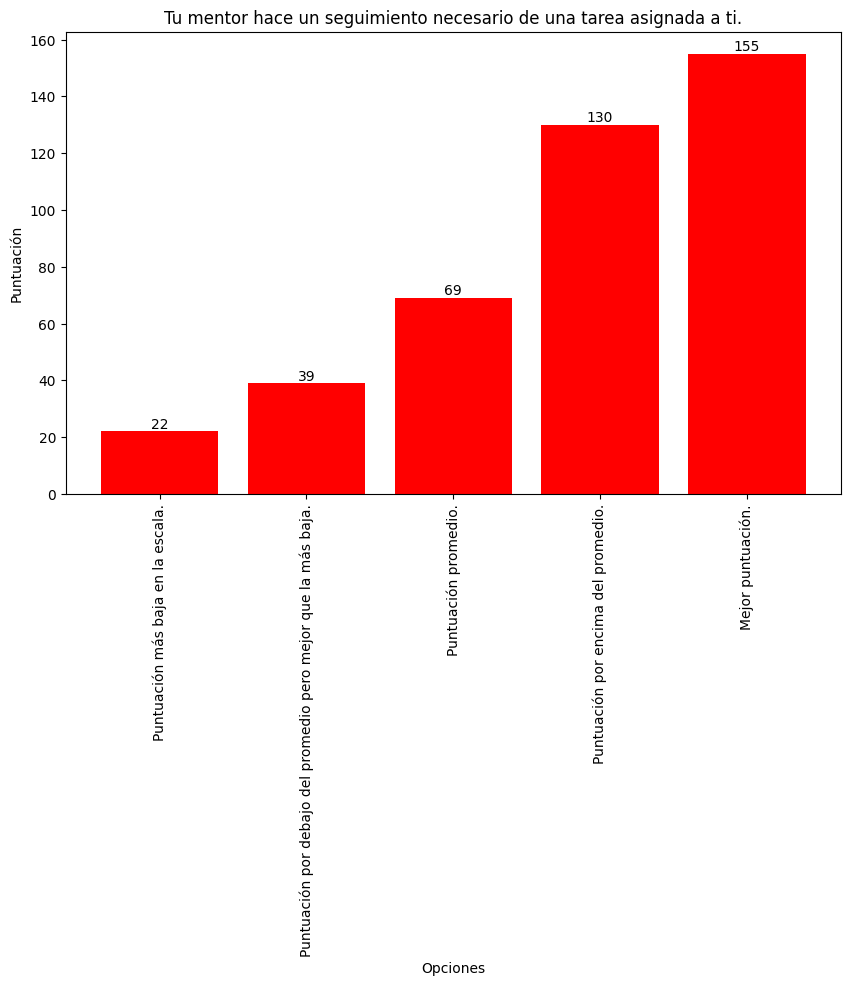 Tu mentor hace un seguimiento necesario de una tarea asignada a ti.
160
140
120
100
80
60
40
20
0
Puntuación
22
39
69
130
155
Puntuación más baja en la escala.
Puntuación por debajo del promedio pero mejor que la más baja.
Puntuación promedio.
Puntuación por encima del promedio.
Mejor puntuación.
Opciones